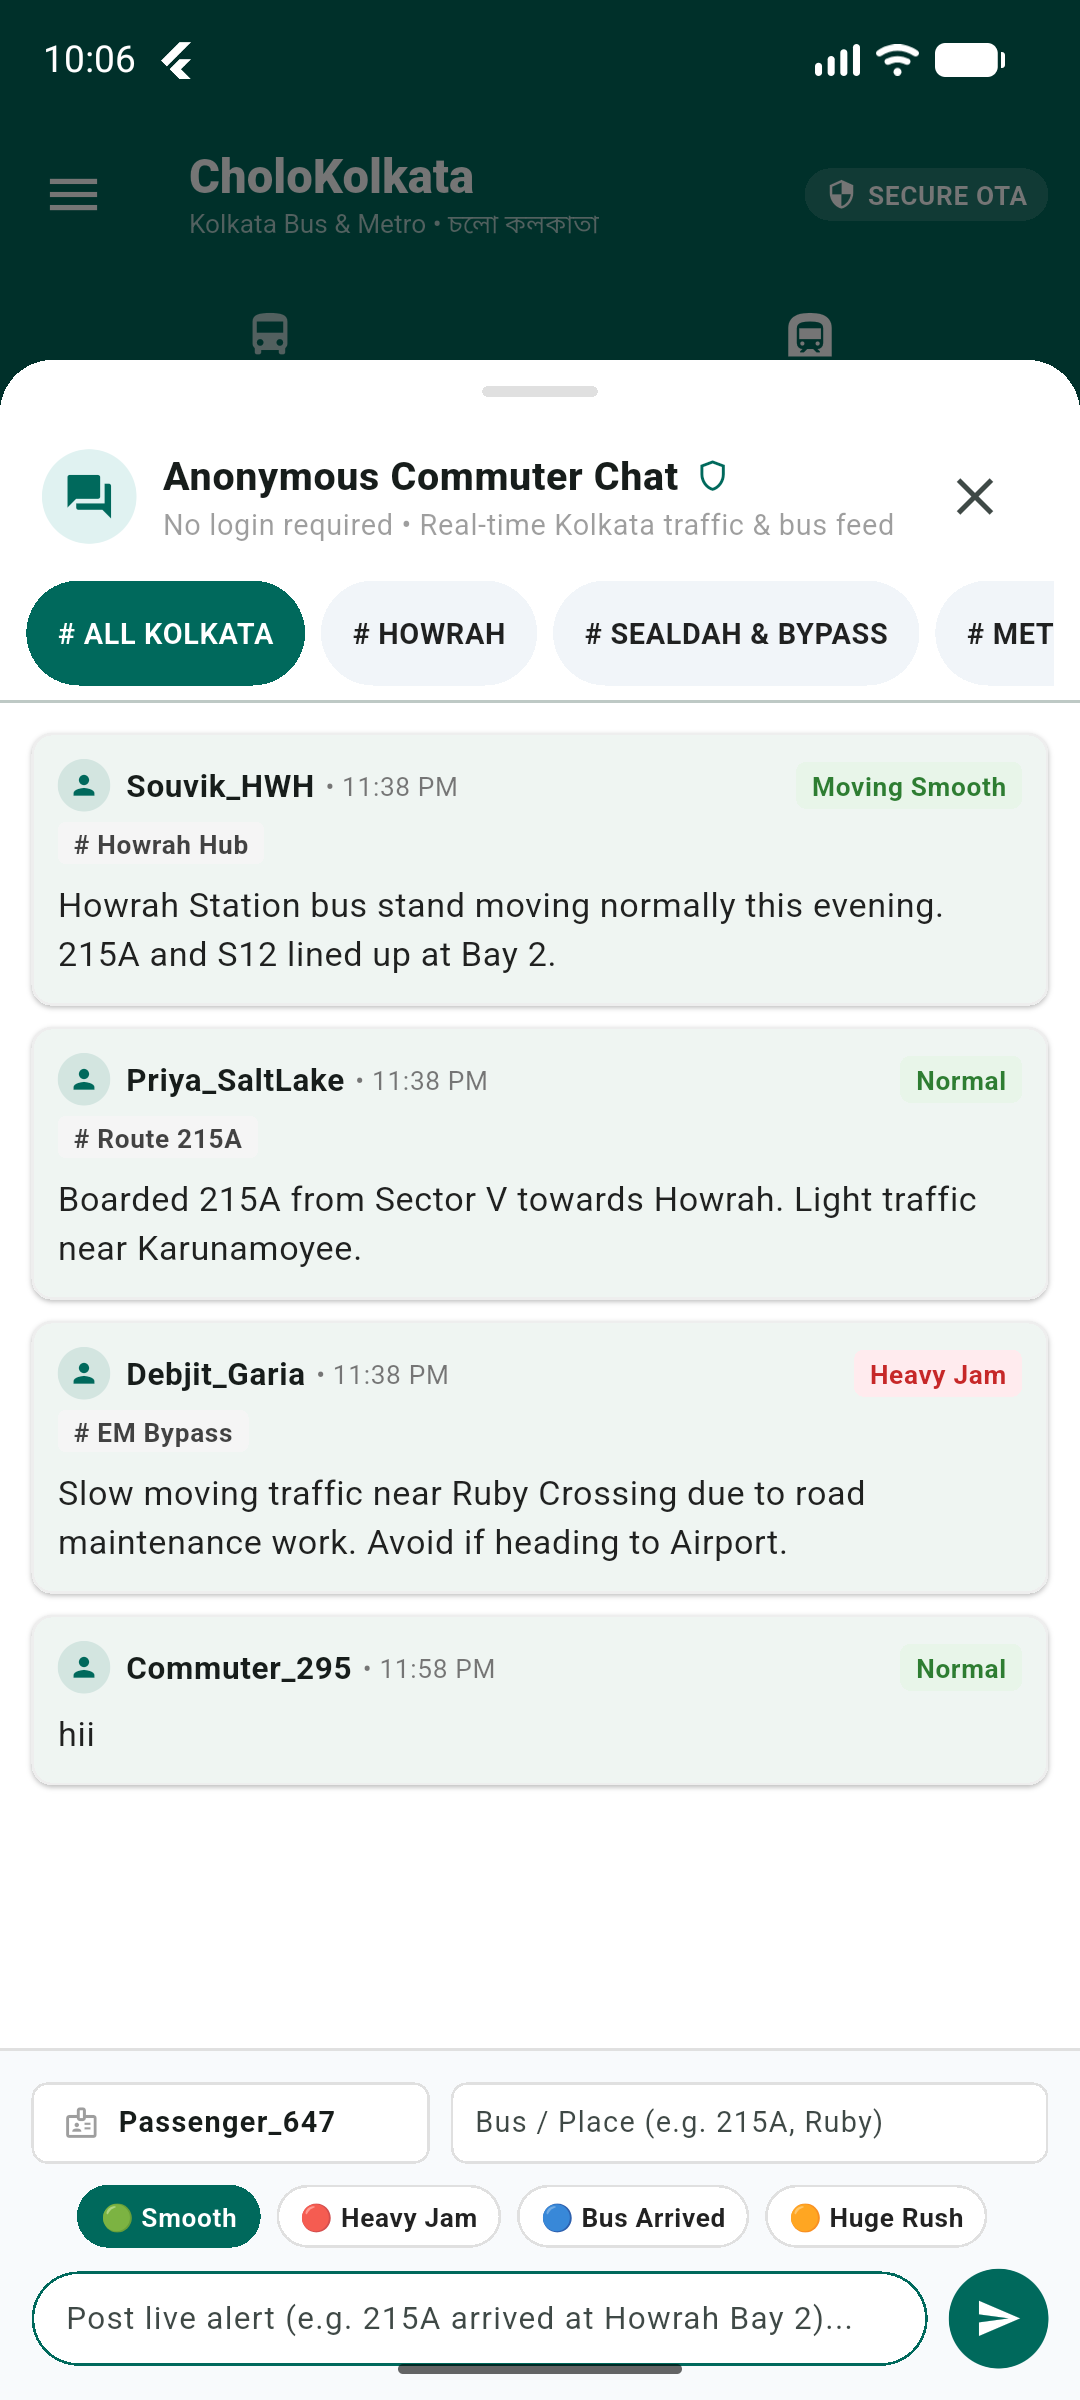 10:06
CholoKolkata
Kolkata Bus & Metro • চলো কলকাতা
SECURE OTA
Anonymous Commuter Chat
No login required • Real-time Kolkata traffic & bus feed
# ALL KOLKATA
# HOWRAH
# SEALDAH & BYPASS
# MET
Souvik_HWH • 11:38 PM
Moving Smooth
# Howrah Hub
Howrah Station bus stand moving normally this evening.
215A and S12 lined up at Bay 2.
Priya_SaltLake • 11:38 PM
Normal
# Route 215A
Boarded 215A from Sector V towards Howrah. Light traffic
near Karunamoyee.
Debjit_Garia • 11:38 PM
Heavy Jam
# EM Bypass
Slow moving traffic near Ruby Crossing due to road
maintenance work. Avoid if heading to Airport.
Commuter_295 • 11:58 PM
Normal
hii
Passenger_647
Bus / Place (e.g. 215A, Ruby)
Smooth
Heavy Jam
Bus Arrived
Huge Rush
Post live alert (e.g. 215A arrived at Howrah Bay 2)...